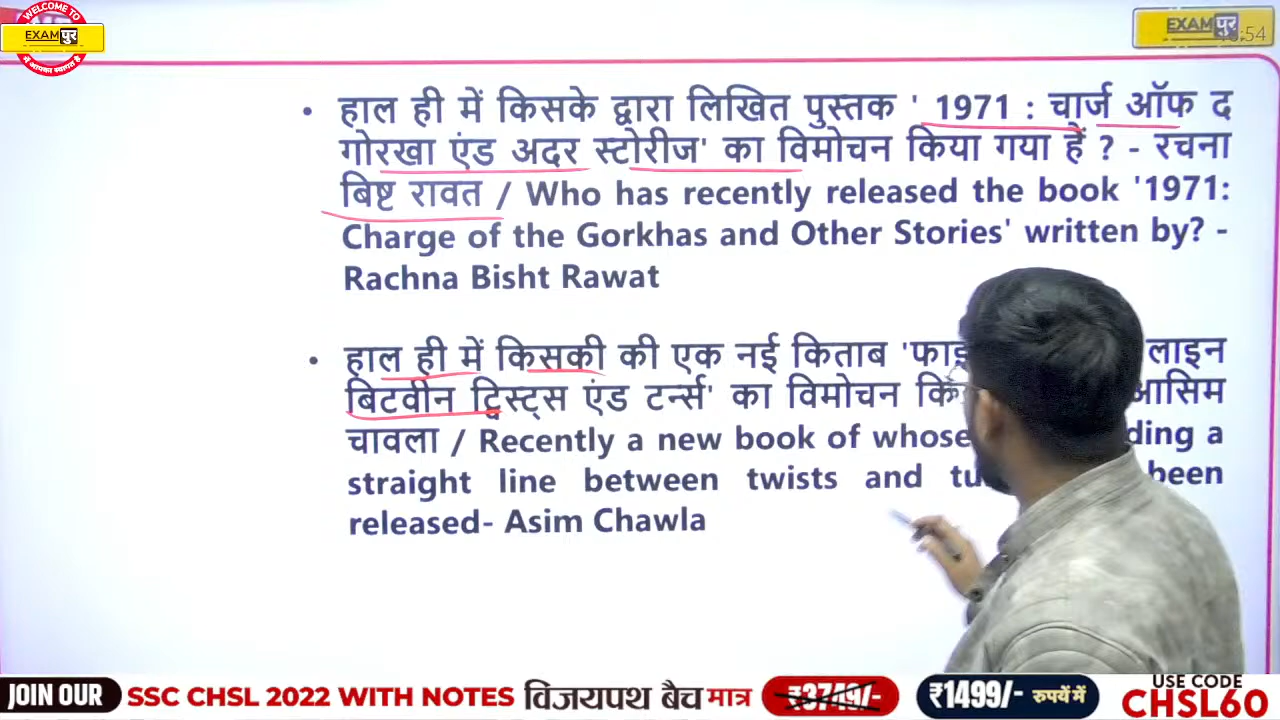 WELCOME TO
EXAMपुर
में आपका स्वागत है
EXAMपुर
:54
• हाल ही में किसके द्वारा लिखित पुस्तक ' 1971 : चार्ज ऑफ द
गोरखा एंड अदर स्टोरीज' का विमोचन किया गया हैं ? - रचना
बिष्ट रावत / Who has recently released the book '1971:
Charge of the Gorkhas and Other Stories' written by? -
Rachna Bisht Rawat
• हाल ही में किसकी की एक नई किताब लाइन
बिटवीन ट्विस्ट्स एंड टर्न्स' का विमोचन आसिम
चावला / Recently a new book of whose a
straight line between twists and been
released- Asim Chawla
JOIN OUR SSC CHSL 2022 WITH NOTES विजयपथ बैच मात्र ₹3749/- ₹1499/- रुपयें में USE CODE
CHSL60